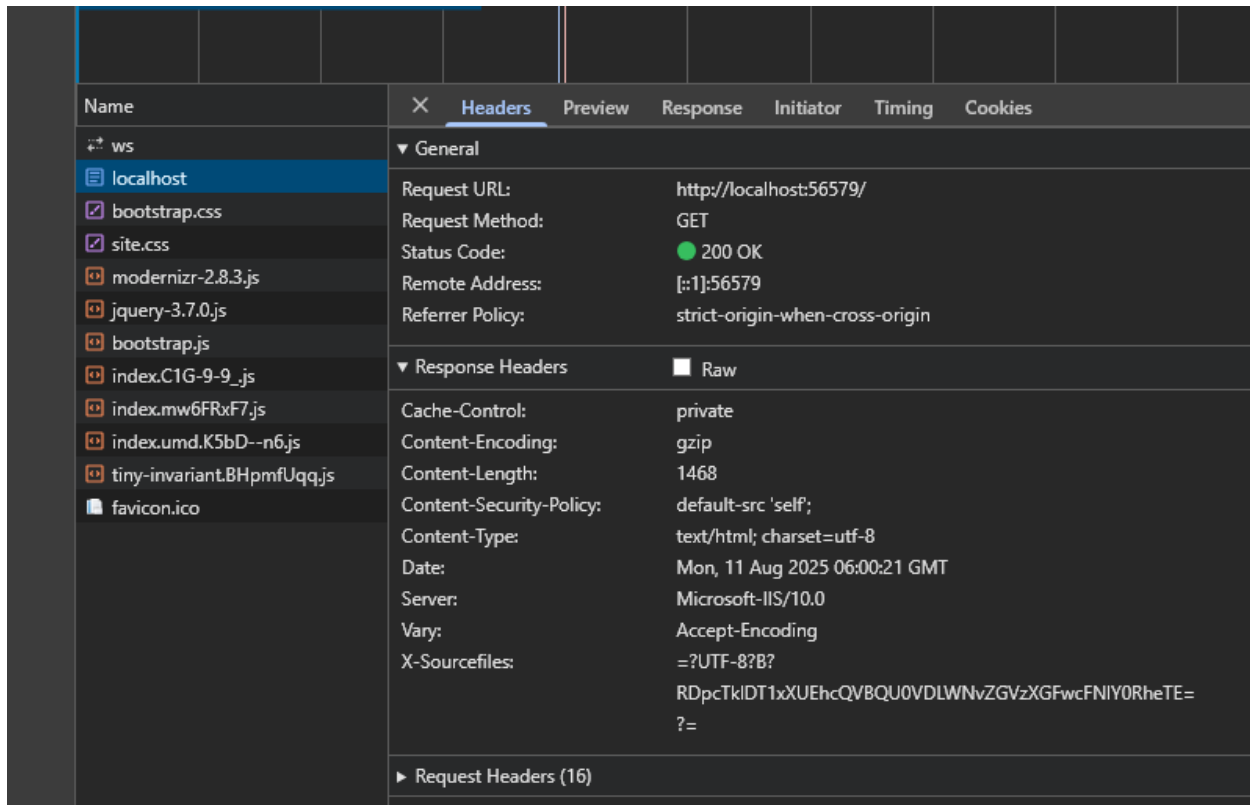 Name
ws
localhost
bootstrap.css
site.css
modernizr-2.8.3.js
jquery-3.7.0.js
bootstrap.js
index.C1G-9-9_.js
index.mw6FRxF7.js
index.umd.K5bD--n6.js
tiny-invariant.BHpmfUqq.js
favicon.ico
Headers Preview Response Initiator Timing Cookies
General
Request URL: http://localhost:56579/
Request Method: GET
Status Code: 200 OK
Remote Address: [::1]:56579
Referrer Policy: strict-origin-when-cross-origin
Response Headers Raw
Cache-Control: private
Content-Encoding: gzip
Content-Length: 1468
Content-Security-Policy: default-src 'self';
Content-Type: text/html; charset=utf-8
Date: Mon, 11 Aug 2025 06:00:21 GMT
Server: Microsoft-IIS/10.0
Vary: Accept-Encoding
X-Sourcefiles: =?UTF-8?B?
RDpcTklDT1xXUEhcQVBQU0VDLWNvZGVzXGFwcFNlY0RheTE=
?=
Request Headers (16)